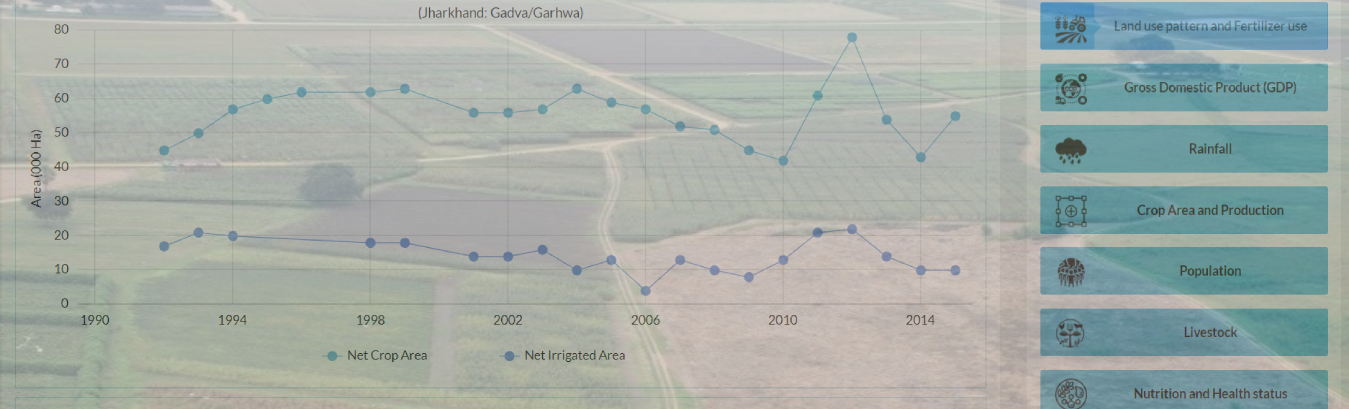 (Jharkhand: Gadva/Garhwa)
80
70
60
50
40
30
20
10
0
Area (000 Ha)
1990 1994 1998 2002 2006 2010 2014
Net Crop Area Net Irrigated Area
Land use pattern and Fertilizer use
Gross Domestic Product (GDP)
Rainfall
Crop Area and Production
Population
Livestock
Nutrition and Health status